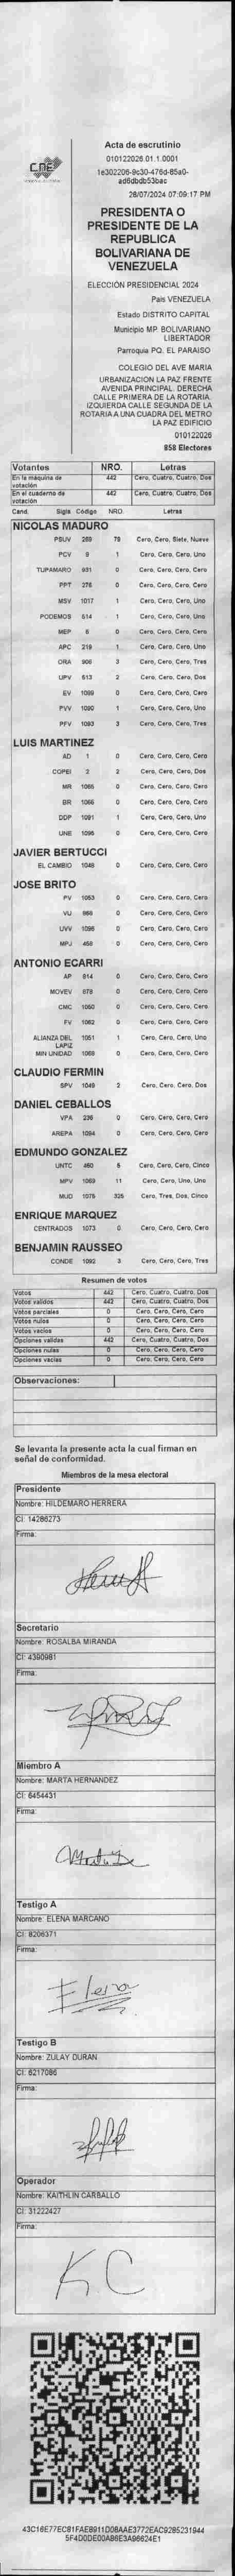 CNE
Acta de escrutinio
010122026.01.1.0001
1e302206-9c30-476d-85a0-
ad6dbdb53bac
28/07/2024 07:09:17 PM
PRESIDENTA O
PRESIDENTE DE LA
REPUBLICA
BOLIVARIANA DE
VENEZUELA
ELECCIÓN PRESIDENCIAL 2024
País VENEZUELA
Estado DISTRITO CAPITAL
Municipio MP. BOLIVARIANO
LIBERTADOR
Parroquia PQ. EL PARAISO
COLEGIO DEL AVE MARIA
URBANIZACION LA PAZ FRENTE
AVENIDA PRINCIPAL. DERECHA
CALLE PRIMERA DE LA ROTARIA.
IZQUIERDA CALLE SEGUNDA DE LA
ROTARIA A UNA CUADRA DEL METRO
LA PAZ EDIFICIO
010122026
858 Electores
Votantes NRO. Letras
En la máquina de votación 442 Cero, Cuatro, Cuatro, Dos
En el cuaderno de votación 442 Cero, Cuatro, Cuatro, Dos
Cand. Sigla Código NRO. Letras
NICOLAS MADURO
PSUV 269 79 Cero, Cero, Siete, Nueve
PCV 9 1 Cero, Cero, Cero, Uno
TUPAMARO 931 0 Cero, Cero, Cero, Cero
PPT 276 0 Cero, Cero, Cero, Cero
MSV 1017 1 Cero, Cero, Cero, Uno
PODEMOS 514 1 Cero, Cero, Cero, Uno
MEP 6 0 Cero, Cero, Cero, Cero
APC 219 1 Cero, Cero, Cero, Uno
ORA 906 3 Cero, Cero, Cero, Tres
UPV 613 2 Cero, Cero, Cero, Dos
EV 1099 0 Cero, Cero, Cero, Cero
PVV 1090 1 Cero, Cero, Cero, Uno
PFV 1093 3 Cero, Cero, Cero, Tres
LUIS MARTINEZ
AD 1 0 Cero, Cero, Cero, Cero
COPEI 2 2 Cero, Cero, Cero, Dos
MR 1065 0 Cero, Cero, Cero, Cero
BR 1066 0 Cero, Cero, Cero, Cero
DDP 1091 1 Cero, Cero, Cero, Uno
UNE 1095 0 Cero, Cero, Cero, Cero
JAVIER BERTUCCI
EL CAMBIO 1048 0 Cero, Cero, Cero, Cero
JOSE BRITO
PV 1053 0 Cero, Cero, Cero, Cero
VU 968 0 Cero, Cero, Cero, Cero
UVV 1096 0 Cero, Cero, Cero, Cero
MPJ 458 0 Cero, Cero, Cero, Cero
ANTONIO ECARRI
AP 914 0 Cero, Cero, Cero, Cero
MOVEV 978 0 Cero, Cero, Cero, Cero
CMC 1050 0 Cero, Cero, Cero, Cero
FV 1062 0 Cero, Cero, Cero, Cero
ALIANZA DEL LAPIZ 1051 1 Cero, Cero, Cero, Uno
MIN UNIDAD 1068 0 Cero, Cero, Cero, Cero
CLAUDIO FERMIN
SPV 1049 2 Cero, Cero, Cero, Dos
DANIEL CEBALLOS
VPA 236 0 Cero, Cero, Cero, Cero
AREPA 1094 0 Cero, Cero, Cero, Cero
EDMUNDO GONZALEZ
UNTC 460 5 Cero, Cero, Cero, Cinco
MPV 1069 11 Cero, Cero, Uno, Uno
MUD 1075 325 Cero, Tres, Dos, Cinco
ENRIQUE MARQUEZ
CENTRADOS 1073 0 Cero, Cero, Cero, Cero
BENJAMIN RAUSSEO
CONDE 1092 3 Cero, Cero, Cero, Tres
Resumen de votos
Votos 442 Cero, Cuatro, Cuatro, Dos
Votos validos 442 Cero, Cuatro, Cuatro, Dos
Votos parciales 0 Cero, Cero, Cero, Cero
Votos nulos 0 Cero, Cero, Cero, Cero
Votos vacios 0 Cero, Cero, Cero, Cero
Opciones validas 442 Cero, Cuatro, Cuatro, Dos
Opciones nulas 0 Cero, Cero, Cero, Cero
Opciones vacias 0 Cero, Cero, Cero, Cero
Observaciones:
Se levanta la presente acta la cual firman en
señal de conformidad.
Miembros de la mesa electoral
Presidente
Nombre: HILDEMARO HERRERA
CI: 14286273
Firma:
Secretario
Nombre: ROSALBA MIRANDA
CI: 4390981
Firma:
Miembro A
Nombre: MARTA HERNANDEZ
CI: 6454431
Firma:
Testigo A
Nombre: ELENA MARCANO
CI: 8206371
Firma:
Elena
Testigo B
Nombre: ZULAY DURAN
CI: 6217086
Firma:
Operador
Nombre: KAITHLIN CARBALLO
CI: 31222427
Firma:
KC
43C16E77EC81FAE8911D08AAE3772EAC9285231944
5F4D0DE00A86E3A96624E1